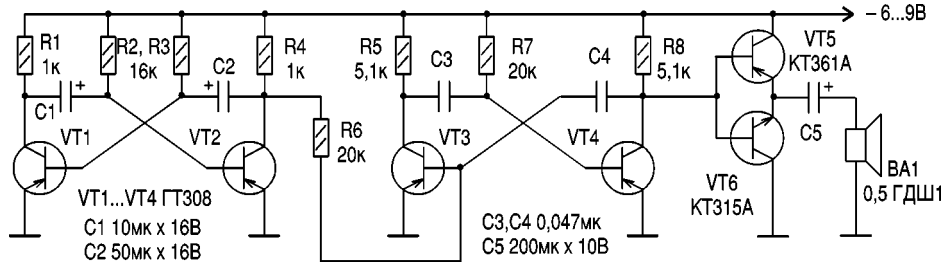 – 6...9В
R1
1к
R2, R3
16к
R4
1к
R5
5,1к
C3
R7
20к
C4
R8
5,1к
VT5
КТ361А
C1
+
C2
+
+
C5
VT1
VT2
R6
20к
VT3
VT4
VT6
КТ315А
BA1
0,5 ГДШ1
VT1...VT4 ГТ308
C1 10мк х 16В
C2 50мк х 16В
C3,C4 0,047мк
C5 200мк х 10В